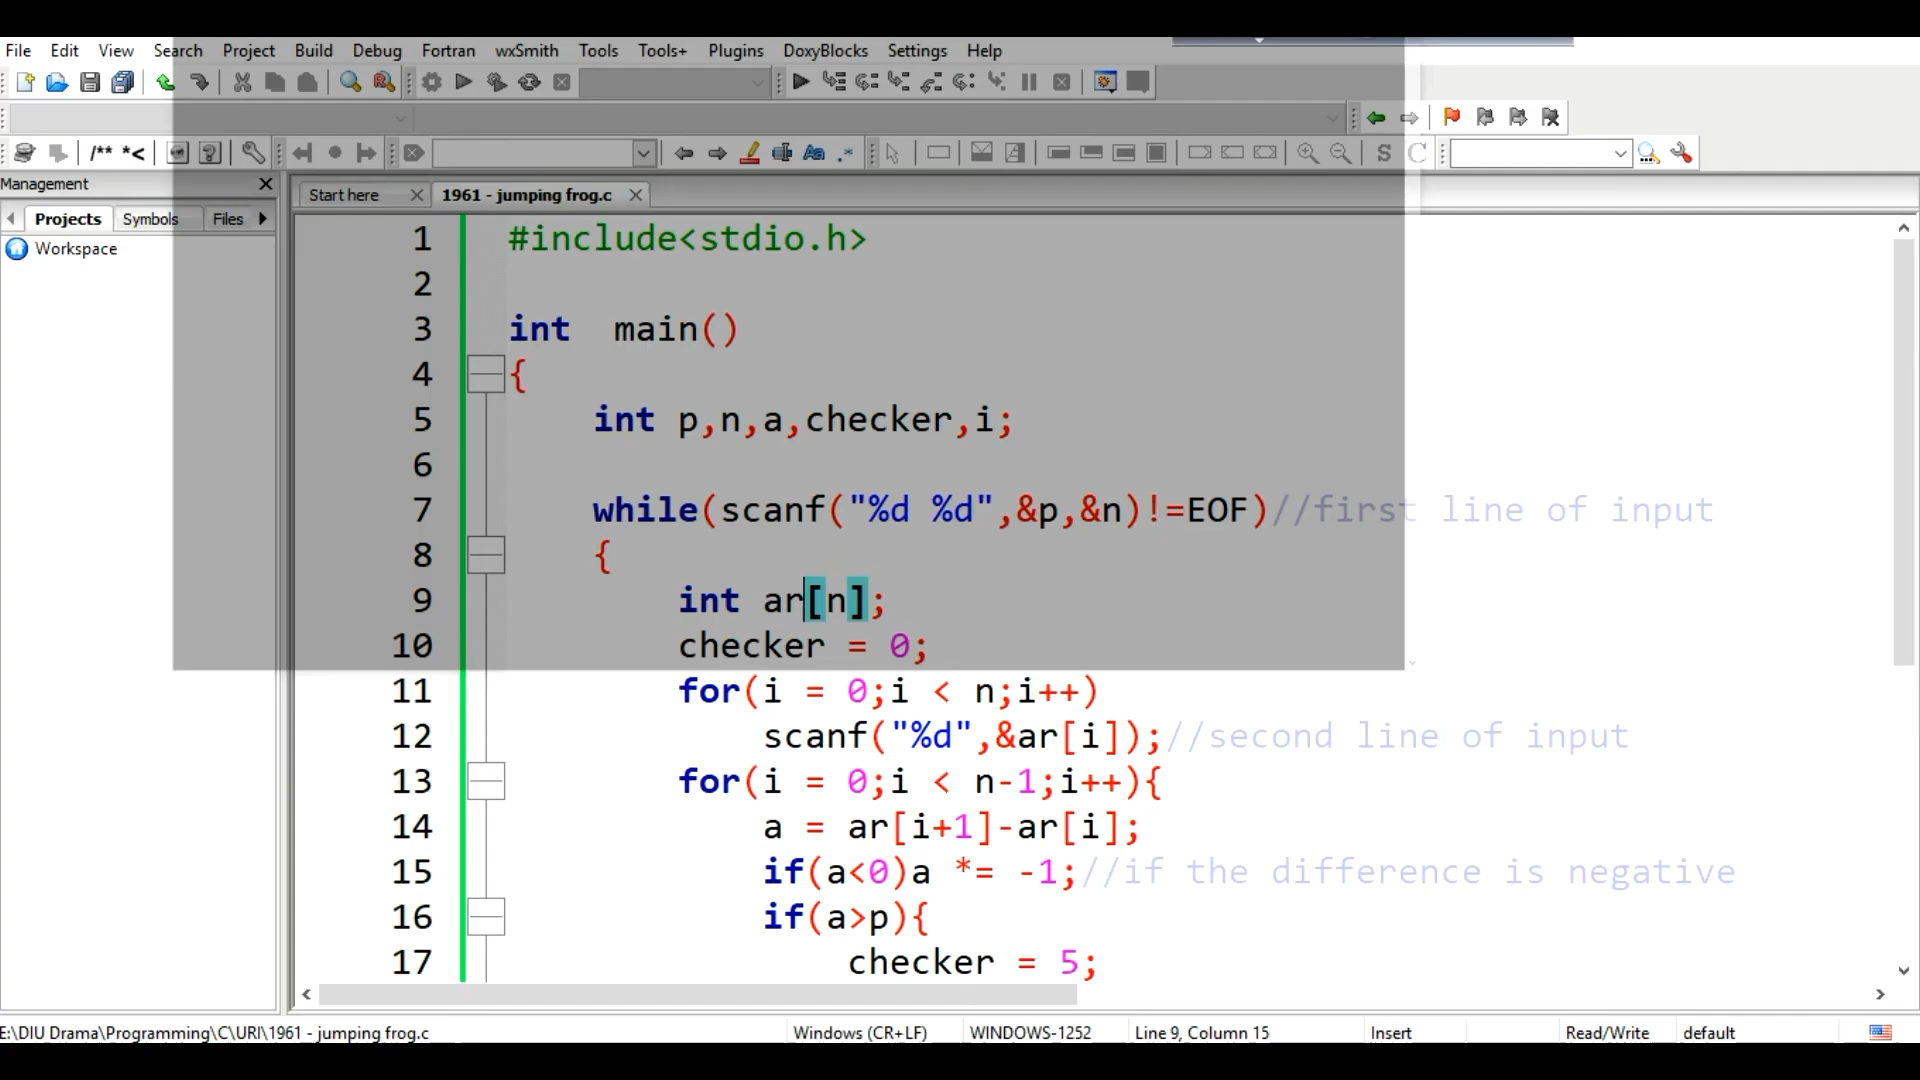 File Edit View Search Project Build Debug Fortran wxSmith Tools Tools+ Plugins DoxyBlocks Settings Help
/** *<
Management
Projects Symbols Files
Workspace
Start here 1961 - jumping frog.c
1 #include<stdio.h>
2
3 int  main()
4 {
5     int p,n,a,checker,i;
6
7     while(scanf("%d %d",&p,&n)!=EOF)//first line of input
8     {
9         int ar[n];
10         checker = 0;
11         for(i = 0;i < n;i++)
12             scanf("%d",&ar[i]);//second line of input
13         for(i = 0;i < n-1;i++){
14             a = ar[i+1]-ar[i];
15             if(a<0)a *= -1;//if the difference is negative
16             if(a>p){
17                 checker = 5;
E:\DIU Drama\Programming\C\URI\1961 - jumping frog.c Windows (CR+LF) WINDOWS-1252 Line 9, Column 15 Insert Read/Write default